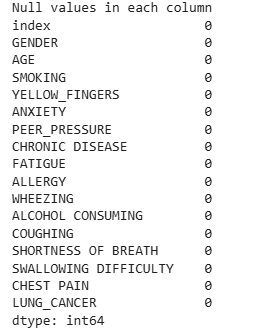 Null values in each column
index 0
GENDER 0
AGE 0
SMOKING 0
YELLOW_FINGERS 0
ANXIETY 0
PEER_PRESSURE 0
CHRONIC DISEASE 0
FATIGUE 0
ALLERGY 0
WHEEZING 0
ALCOHOL CONSUMING 0
COUGHING 0
SHORTNESS OF BREATH 0
SWALLOWING DIFFICULTY 0
CHEST PAIN 0
LUNG_CANCER 0
dtype: int64